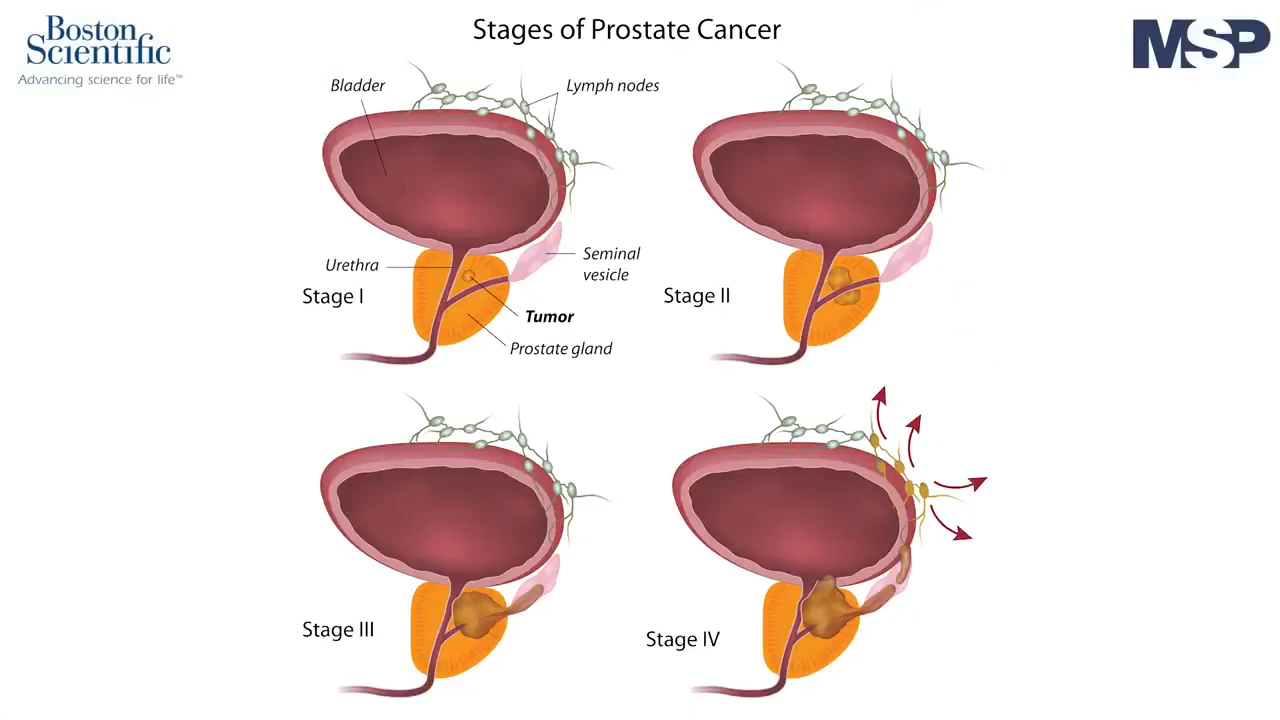 Boston
Scientific
Advancing science for life™
Stages of Prostate Cancer
MSP
Bladder
Lymph nodes
Urethra
Seminal
vesicle
Stage I
Tumor
Prostate gland
Stage II
Stage III
Stage IV